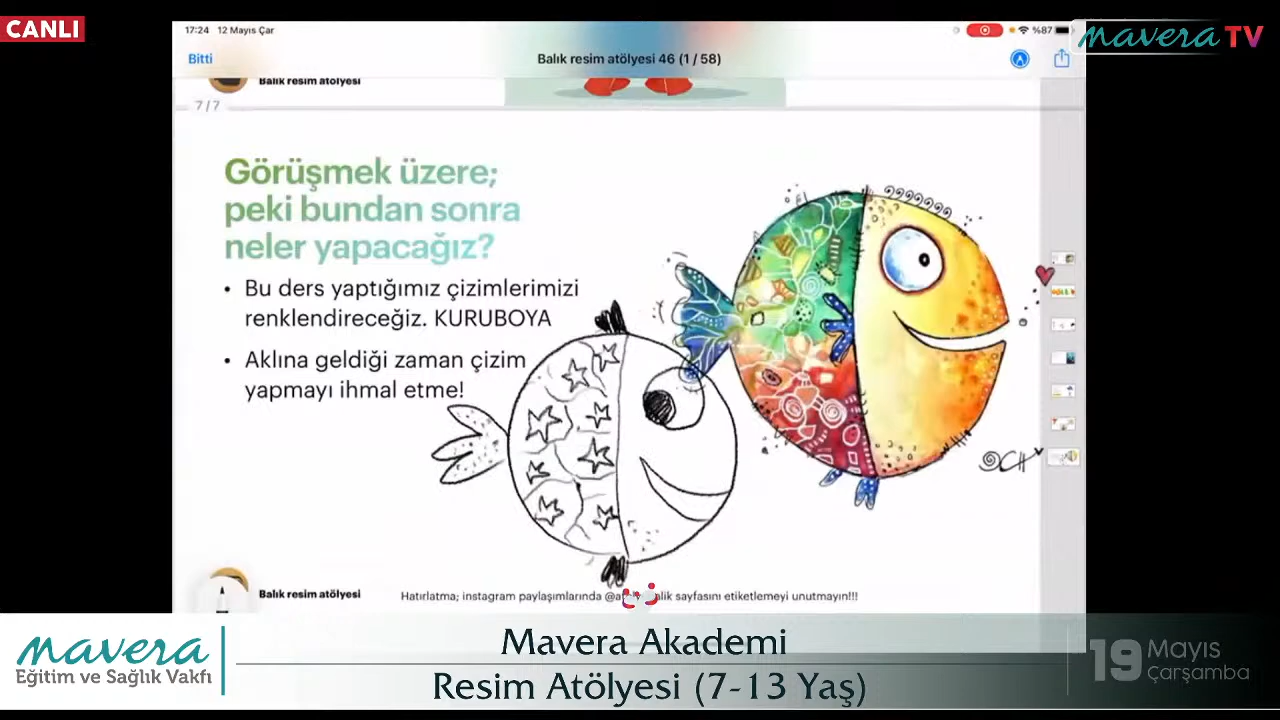 CANLI
17:24 12 Mayıs Çar
%87
mavera TV
Bitti
Balık resim atölyesi 46 (1 / 58)
Balık resim atölyesi
7 / 7
Görüşmek üzere;
peki bundan sonra
neler yapacağız?
• Bu ders yaptığımız çizimlerimizi
renklendireceğiz. KURUBOYA
• Aklına geldiği zaman çizim
yapmayı ihmal etme!
Balık resim atölyesi
Hatırlatma; instagram paylaşımlarında sayfasını etiketlemeyi unutmayın!!!
mavera
Eğitim ve Sağlık Vakfı
Mavera Akademi
Resim Atölyesi (7-13 Yaş)
19 Mayıs
Çarşamba